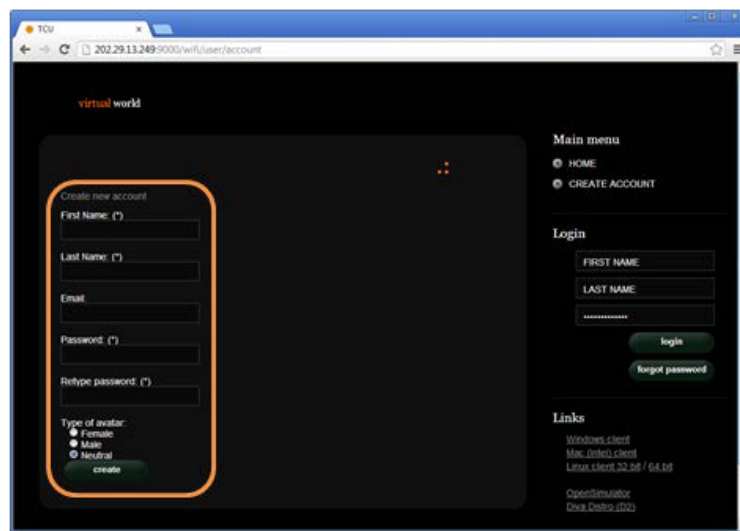 TCU
202.29.13.249:9000/wifi/user/account
virtual world
Create new account
First Name: (*)
Last Name: (*)
Email:
Password: (*)
Retype password: (*)
Type of avatar:
Female
Male
Neutral
create
Main menu
HOME
CREATE ACCOUNT
Login
FIRST NAME
LAST NAME
login
forgot password
Links
Windows client
Mac (Intel) client
Linux client 32 bit / 64 bit
OpenSimulator
Diva Distro (D2)